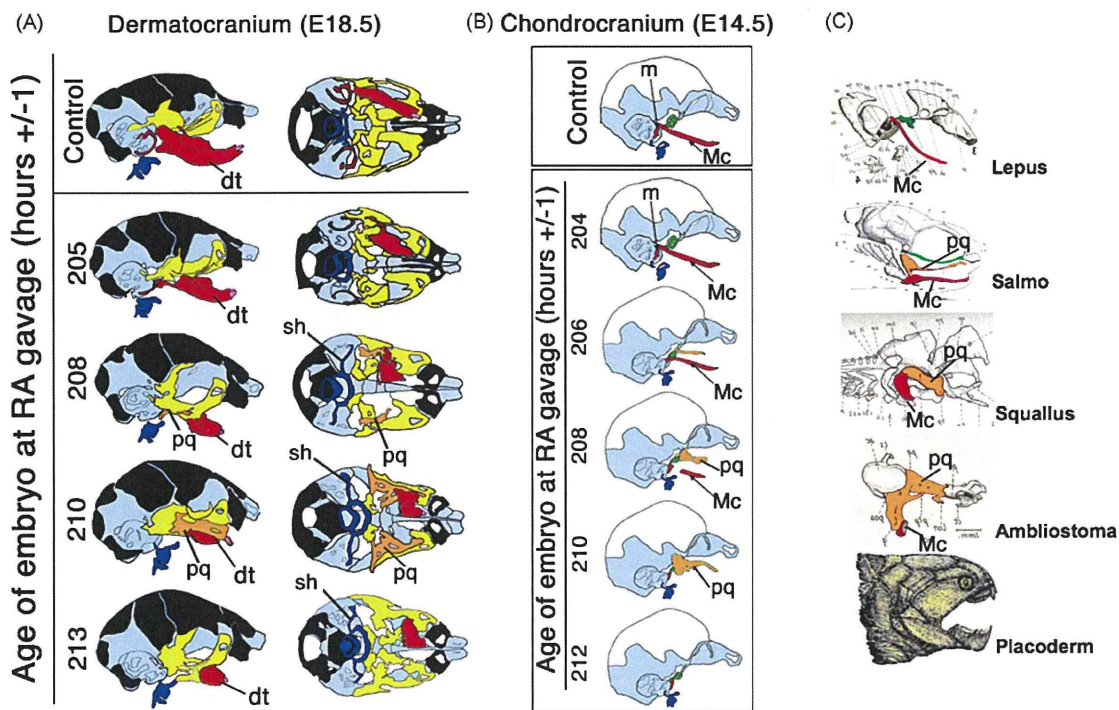 (A)
Dermatocranium (E18.5)
(B)
Chondrocranium (E14.5)
(C)
Age of embryo at RA gavage (hours +/-1)
Control
dt
205
dt
208
pq
dt
sh
pq
210
pq
dt
sh
pq
213
dt
sh
Control
m
Mc
Age of embryo at RA gavage (hours +/-1)
204
m
Mc
206
208
pq
Mc
210
pq
212
Mc
Lepus
pq
Mc
Salmo
pq
Mc
Squallus
pq
Mc
Ambliostoma
Placoderm